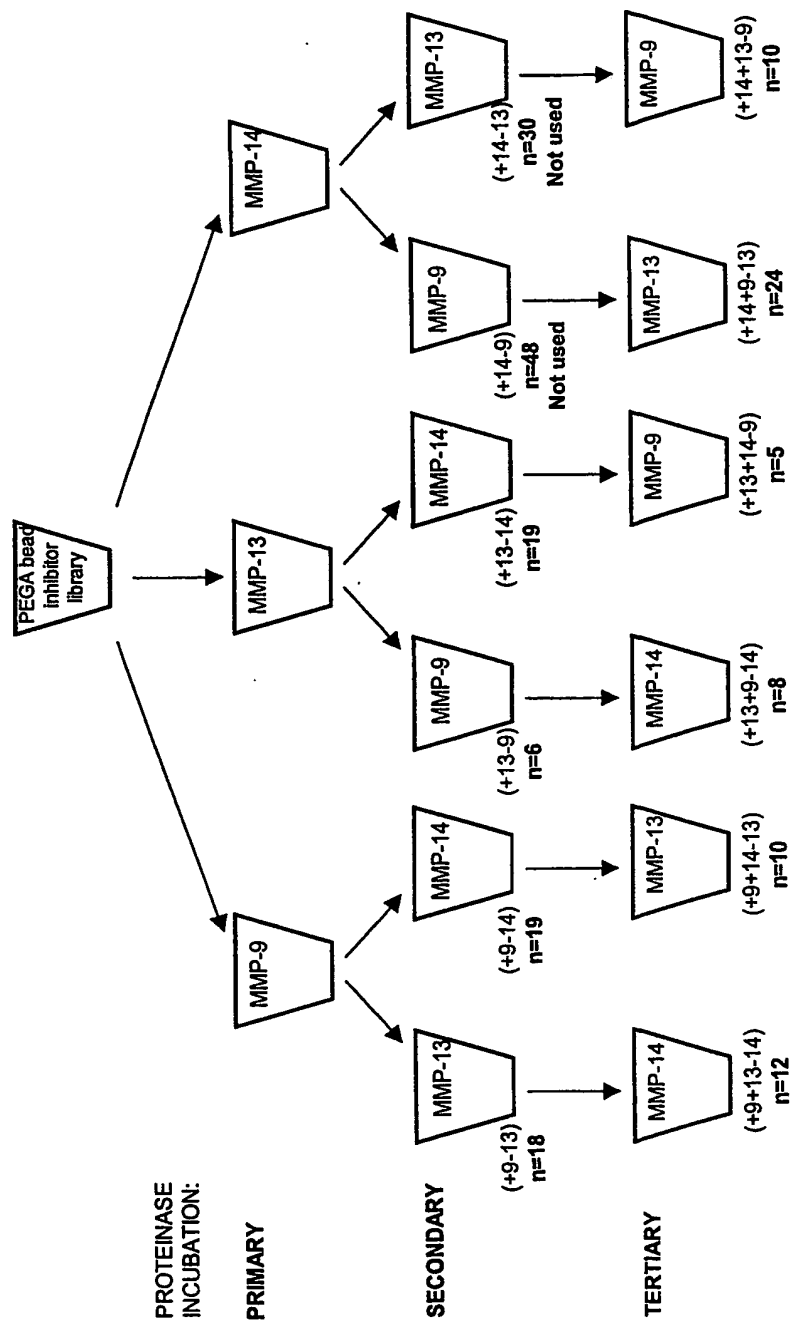 PEGA bead
inhibitor
library
PROTEINASE
INCUBATION:
PRIMARY
MMP-9
MMP-13
MMP-14
SECONDARY
MMP-13
(+9-13)
n=18
MMP-14
(+9-14)
n=19
MMP-9
(+13-9)
n=6
MMP-14
(+13-14)
n=19
MMP-9
(+14-9)
n=48
Not used
MMP-13
(+14-13)
n=30
Not used
TERTIARY
MMP-14
(+9+13-14)
n=12
MMP-13
(+9+14-13)
n=10
MMP-14
(+13+9-14)
n=8
MMP-9
(+13+14-9)
n=5
MMP-13
(+14+9-13)
n=24
MMP-9
(+14+13-9)
n=10